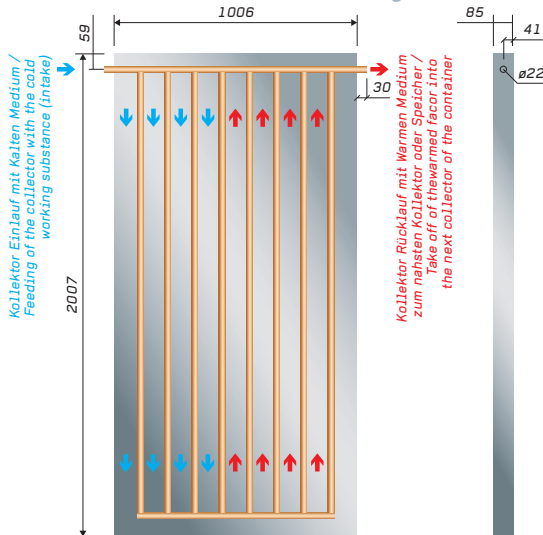 1006
85
59
41
ø22
30
2007
Kollektor Einlauf mit Kalten Medium /
Feeding of the collector with the cold
working substance (intake)
Kollektor Rücklauf mit Warmen Medium
zum nahsten Kollektor oder Speicher /
Take off of thewarmed facor into
the next collector of the container